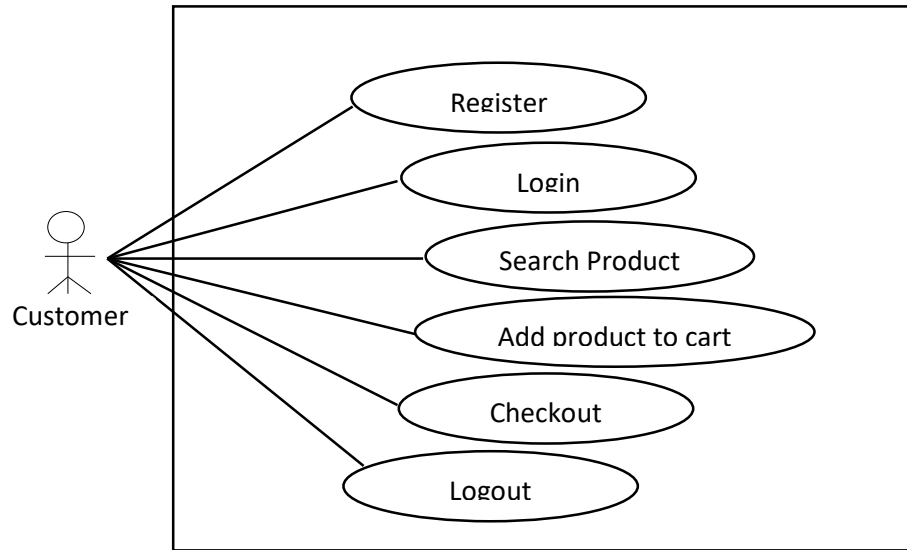 Register
Login
Search Product
Customer
Add product to cart
Checkout
Logout